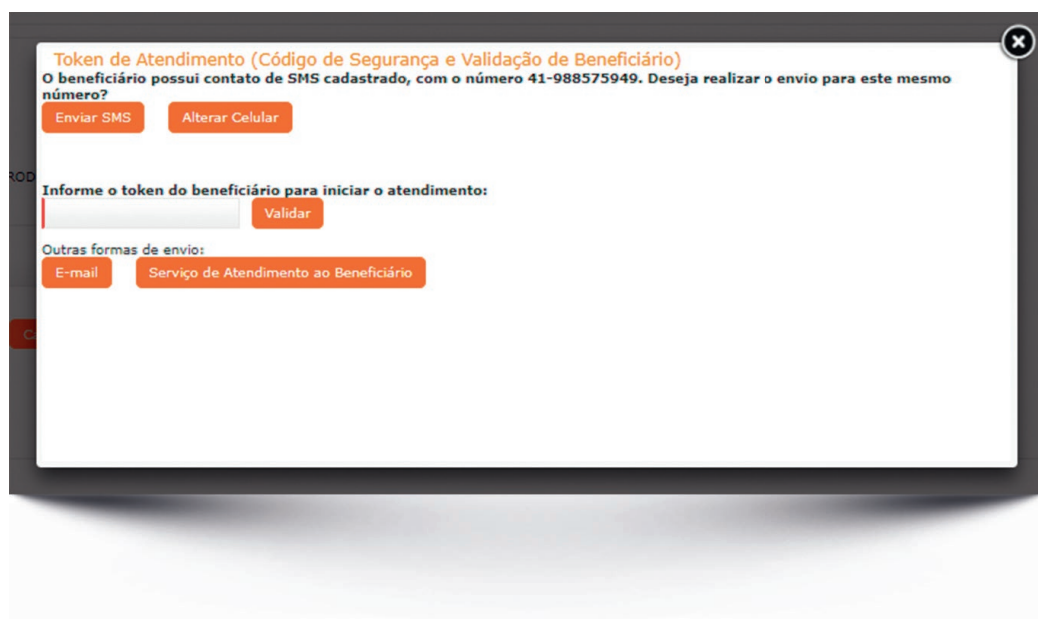 Token de Atendimento (Código de Segurança e Validação de Beneficiário)
O beneficiário possui contato de SMS cadastrado, com o número 41-988575949. Deseja realizar o envio para este mesmo
número?
Enviar SMS Alterar Celular
ROD
Informe o token do beneficiário para iniciar o atendimento:
Validar
Outras formas de envio:
E-mail Serviço de Atendimento ao Beneficiário